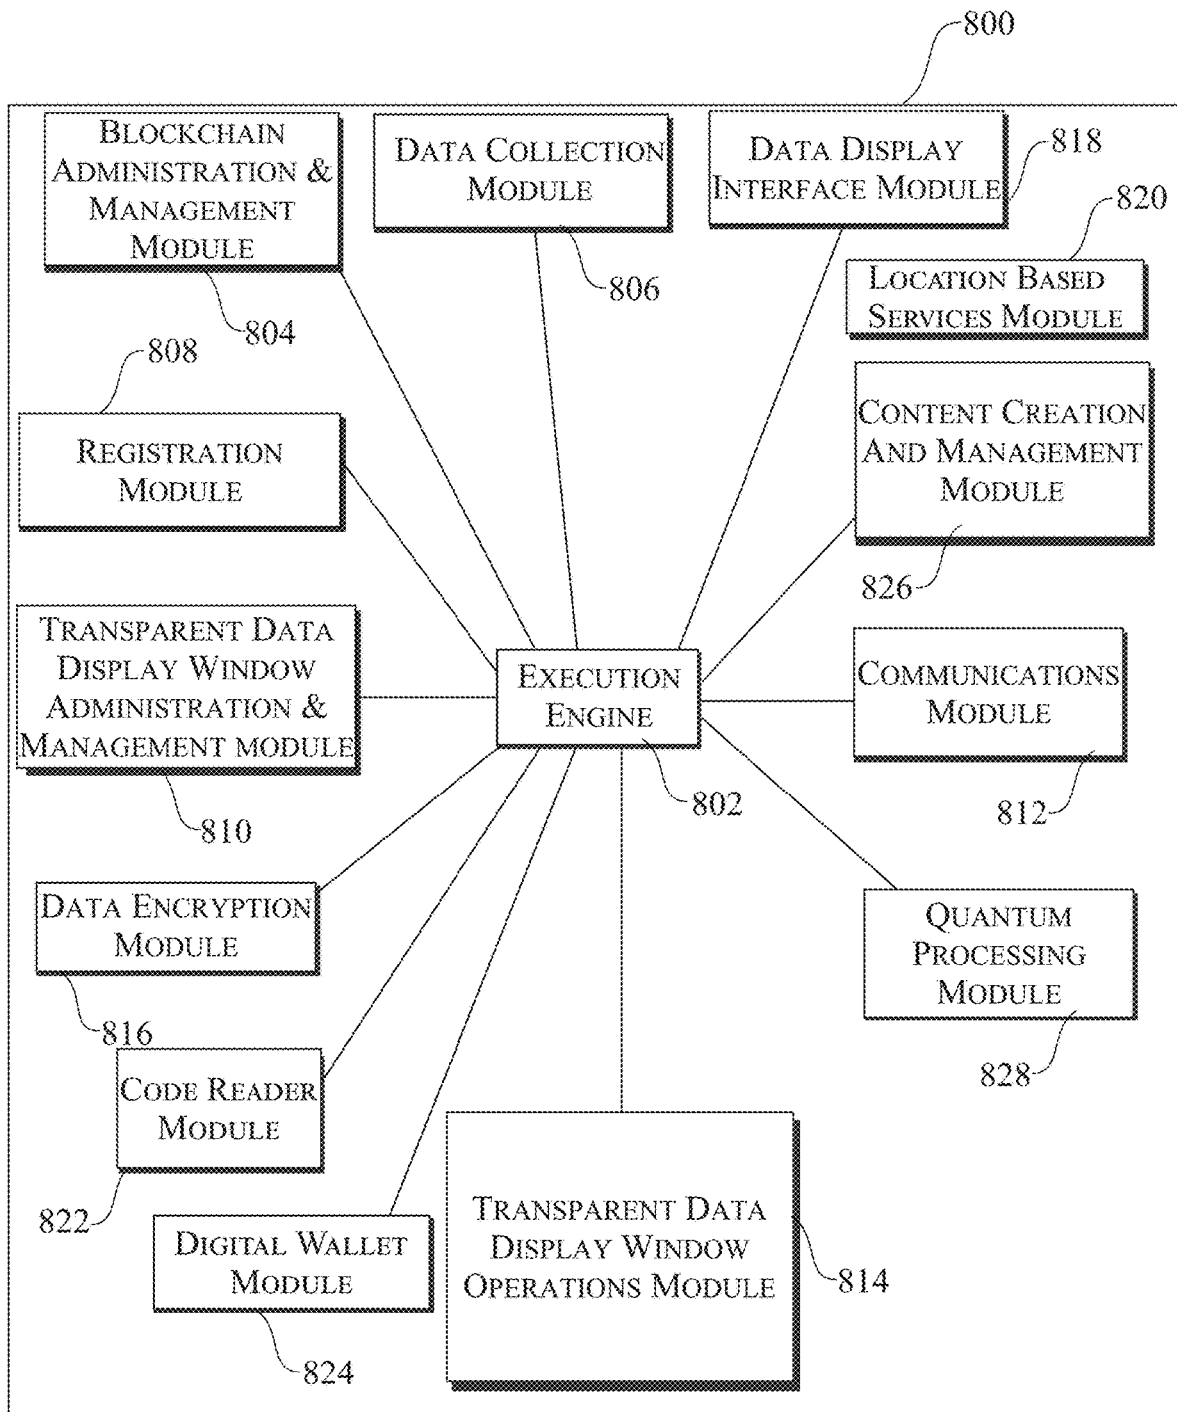 800
BLOCKCHAIN
ADMINISTRATION &
MANAGEMENT
MODULE
804
DATA COLLECTION
MODULE
806
DATA DISPLAY
INTERFACE MODULE
818
820
LOCATION BASED
SERVICES MODULE
808
REGISTRATION
MODULE
CONTENT CREATION
AND MANAGEMENT
MODULE
826
TRANSPARENT DATA
DISPLAY WINDOW
ADMINISTRATION &
MANAGEMENT MODULE
810
EXECUTION
ENGINE
802
COMMUNICATIONS
MODULE
812
DATA ENCRYPTION
MODULE
816
QUANTUM
PROCESSING
MODULE
828
CODE READER
MODULE
822
DIGITAL WALLET
MODULE
824
TRANSPARENT DATA
DISPLAY WINDOW
OPERATIONS MODULE
814